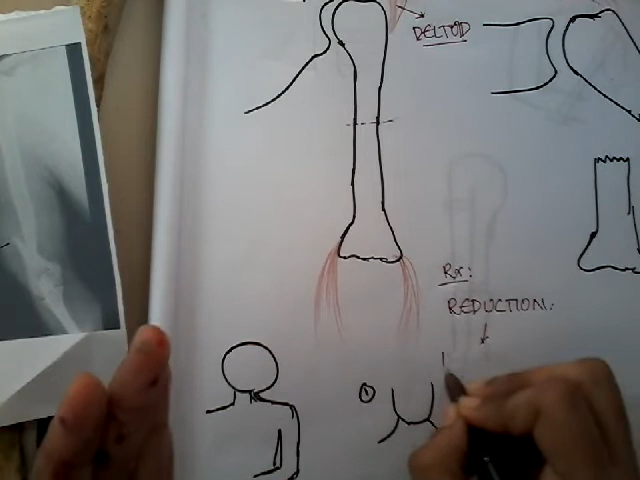 DELTOID
Rx:
REDUCTION:
①